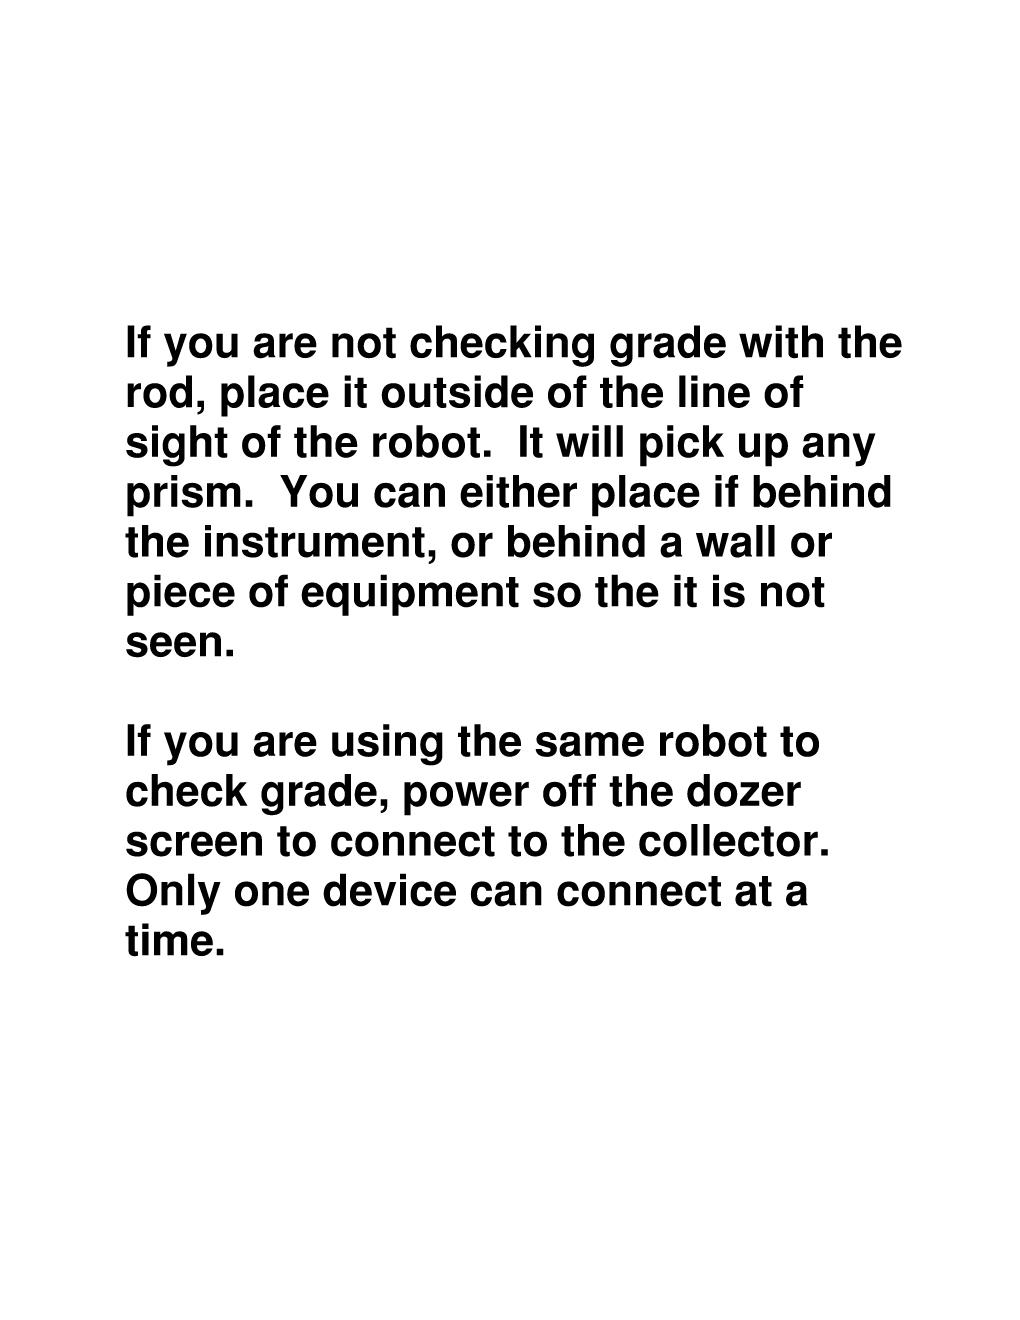 If you are not checking grade with the
rod, place it outside of the line of
sight of the robot.  It will pick up any
prism.  You can either place if behind
the instrument, or behind a wall or
piece of equipment so the it is not
seen.

If you are using the same robot to
check grade, power off the dozer
screen to connect to the collector.
Only one device can connect at a
time.